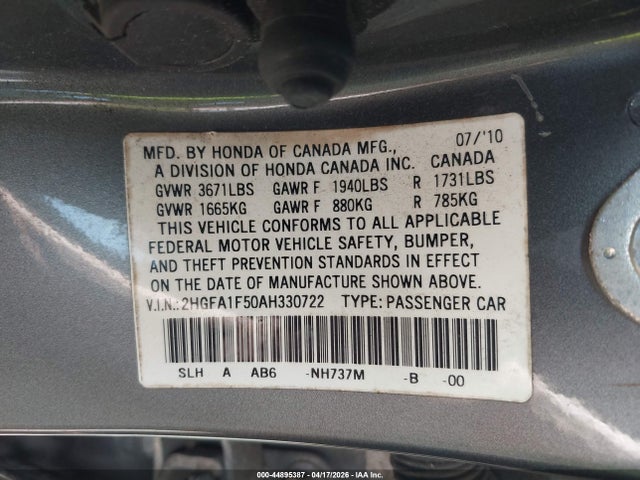 07/'10
MFD. BY HONDA OF CANADA MFG.,
A DIVISION OF HONDA CANADA INC. CANADA
GVWR 3671LBS GAWR F 1940LBS R 1731LBS
GVWR 1665KG GAWR F 880KG R 785KG
THIS VEHICLE CONFORMS TO ALL APPLICABLE
FEDERAL MOTOR VEHICLE SAFETY, BUMPER,
AND THEFT PREVENTION STANDARDS IN EFFECT
ON THE DATE OF MANUFACTURE SHOWN ABOVE.
V.I.N.: 2HGFA1F50AH330722 TYPE: PASSENGER CAR
SLH A AB6 -NH737M -B -00
000-44895387 - 04/17/2026 - IAA Inc.